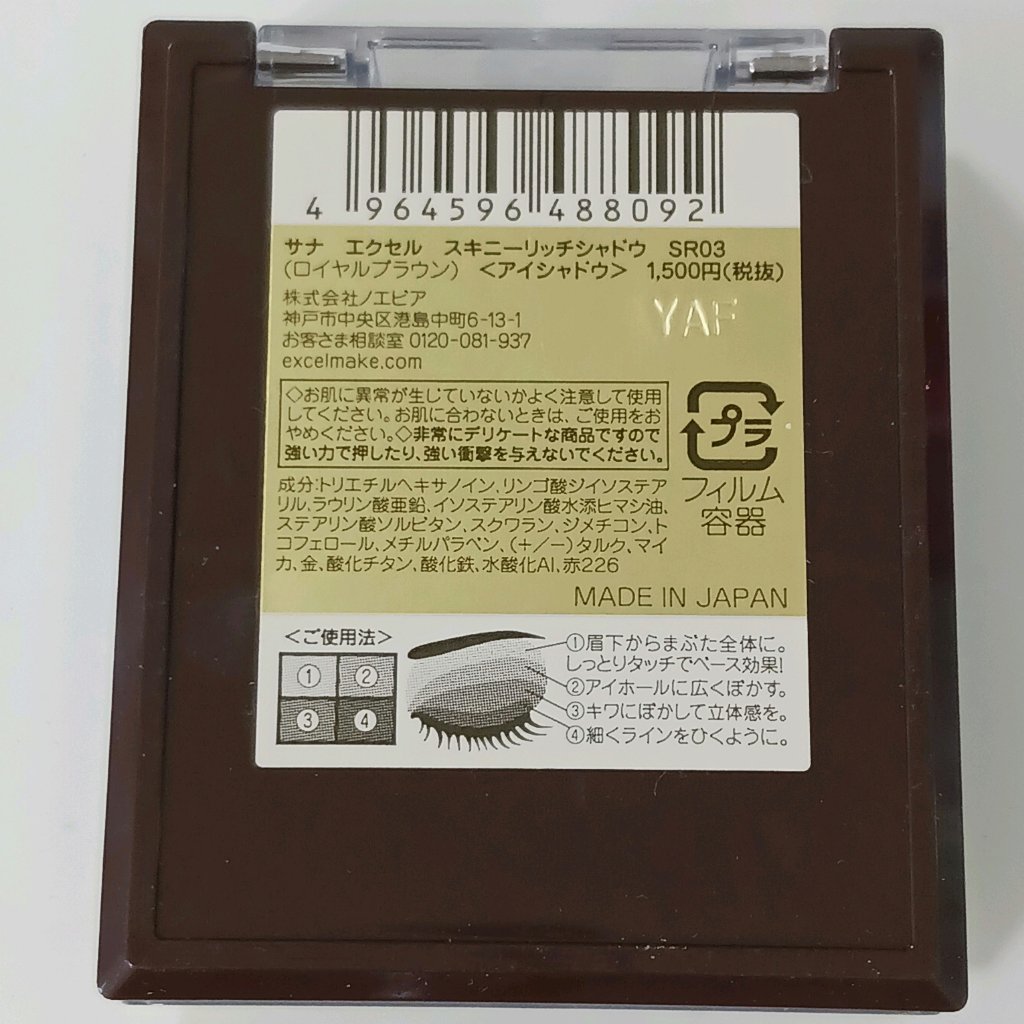 4 964596 488092
サナ エクセル スキニーリッチシャドウ SR03
(ロイヤルブラウン) <アイシャドウ> 1,500円(税抜)
株式会社ノエビア
神戸市中央区港島中町6-13-1
お客さま相談室 0120-081-937
excelmake.com
YAF
◇お肌に異常が生じていないかよく注意して使用
してください。お肌に合わないときは、ご使用をお
やめください。◇非常にデリケートな商品ですので
強い力で押したり、強い衝撃を与えないでください。
プラ
フィルム
容器
成分:トリエチルヘキサノイン、リンゴ酸ジイソステア
リル、ラウリン酸亜鉛、イソステアリン酸水添ヒマシ油、
ステアリン酸ソルビタン、スクワラン、ジメチコン、ト
コフェロール、メチルパラベン、(+/-)タルク、マイ
カ、金、酸化チタン、酸化鉄、水酸化Al、赤226
MADE IN JAPAN
<ご使用法>
① ②
③ ④
①眉下からまぶた全体に。
しっとりタッチでベース効果!
②アイホールに広くぼかす。
③キワにぼかして立体感を。
④細くラインをひくように。